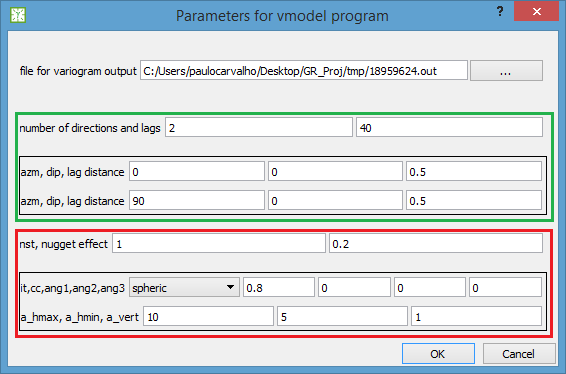 Parameters for vmodel program ?
file for variogram output C:/Users/paulocarvalho/Desktop/GR_Proj/tmp/18959624.out ...
number of directions and lags 2 40
azm, dip, lag distance 0 0 0.5
azm, dip, lag distance 90 0 0.5
nst, nugget effect 1 0.2
it,cc,ang1,ang2,ang3 spheric 0.8 0 0 0
a_hmax, a_hmin, a_vert 10 5 1
OK Cancel